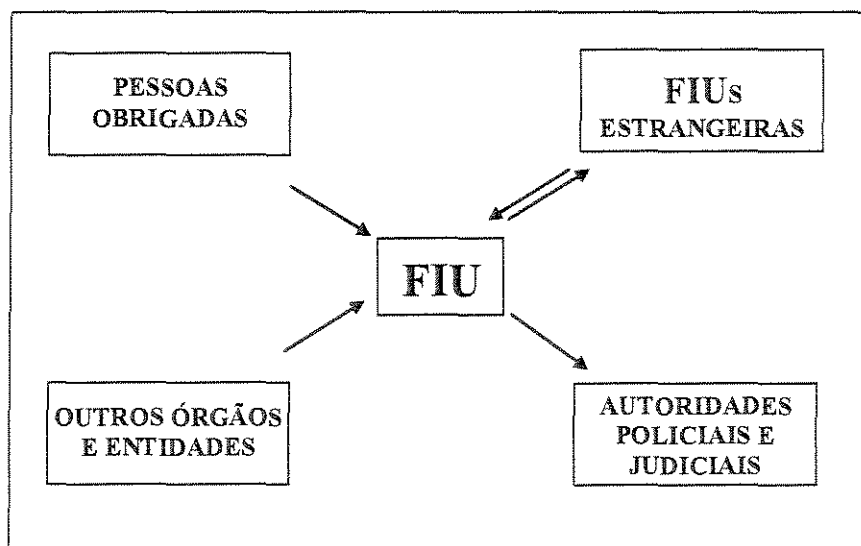 PESSOAS
OBRIGADAS
FIUs
ESTRANGEIRAS
FIU
OUTROS ÓRGÃOS
E ENTIDADES
AUTORIDADES
POLICIAIS E
JUDICIAIS